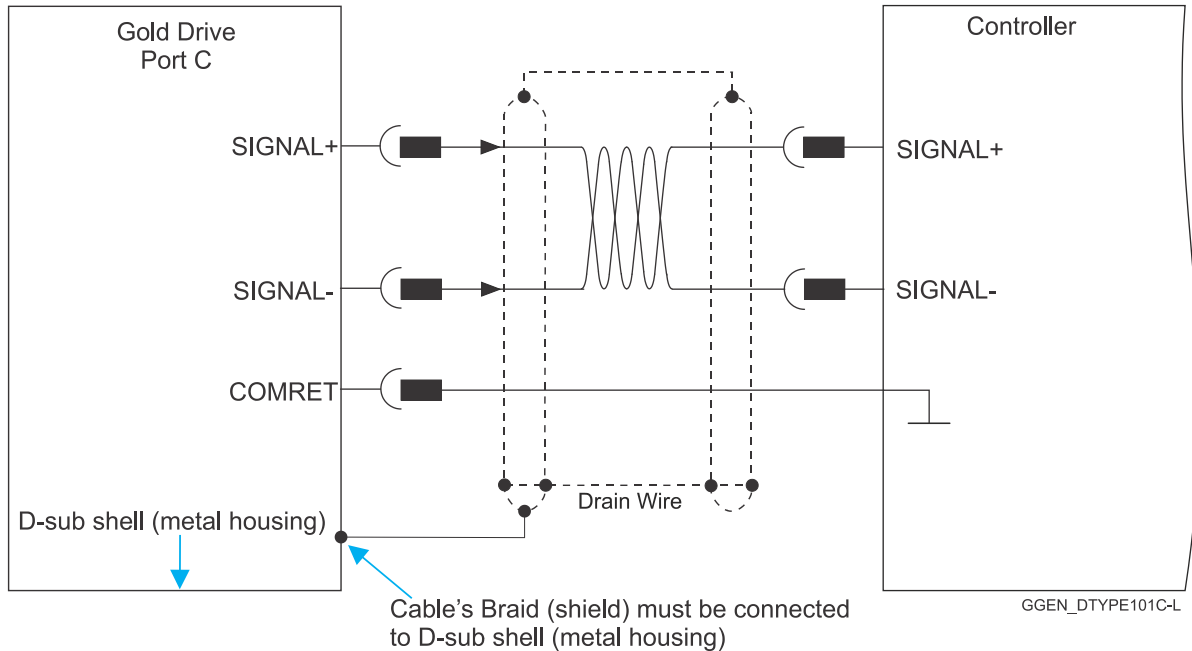 Gold Drive
Port C
Controller
SIGNAL+
SIGNAL+
SIGNAL-
SIGNAL-
COMRET
Drain Wire
D-sub shell (metal housing)
Cable's Braid (shield) must be connected
to D-sub shell (metal housing)
GGEN_DTYPE101C-L